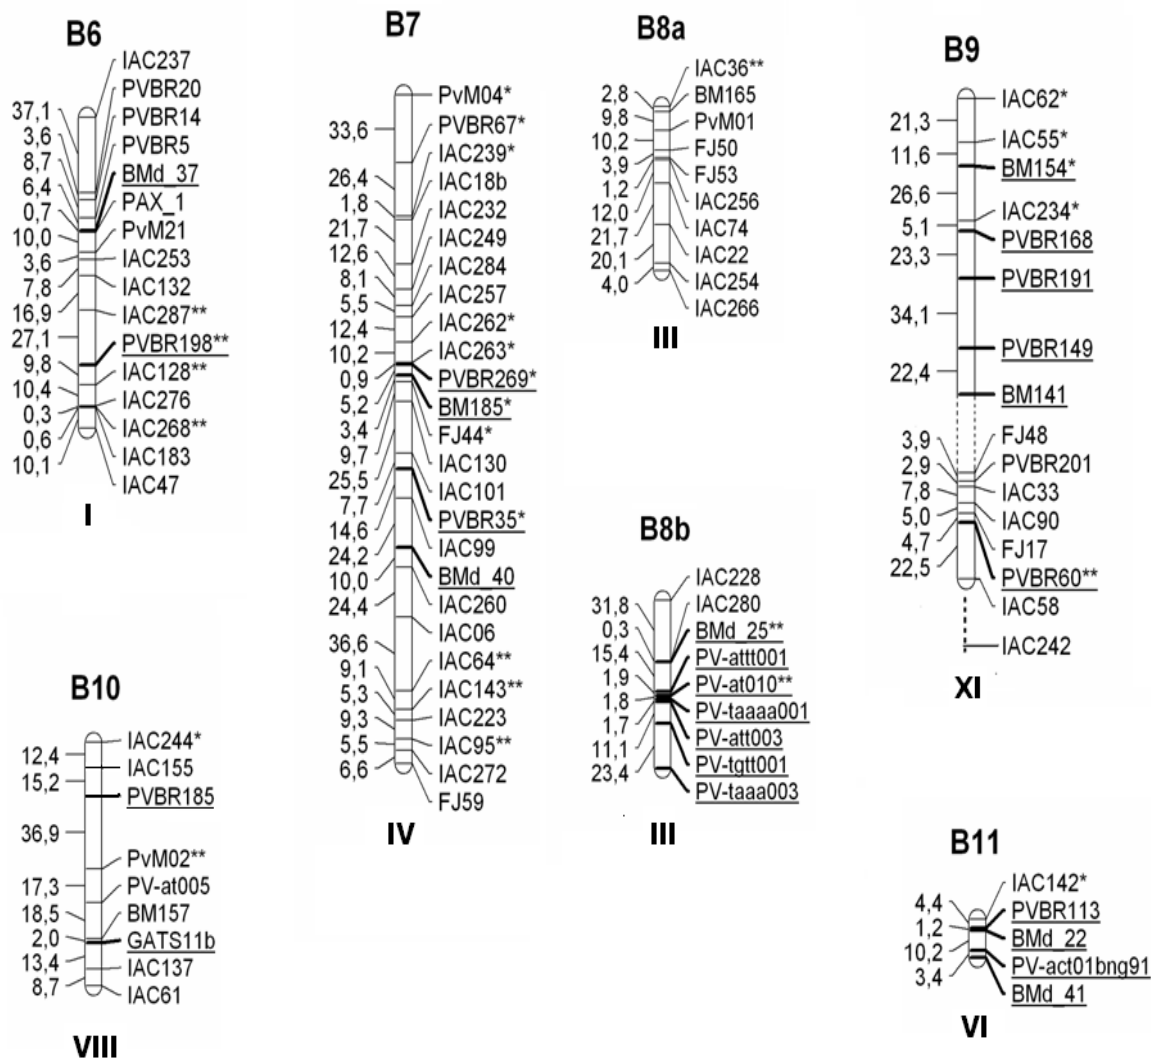 B6
37,1
3,6
8,7
6,4
0,7
10,0
3,6
7,8
16,9
27,1
9,8
10,4
0,3
0,6
10,1
IAC237
PVBR20
PVBR14
PVBR5
BMd_37
PAX_1
PvM21
IAC253
IAC132
IAC287**
PVBR198**
IAC128**
IAC276
IAC268**
IAC183
IAC47
I
B7
33,6
26,4
1,8
21,7
12,6
8,1
5,5
12,4
10,2
0,9
5,2
3,4
9,7
25,5
7,7
14,6
24,2
10,0
24,4
36,6
9,1
5,3
9,3
5,5
6,6
PvM04*
PVBR67*
IAC239*
IAC18b
IAC232
IAC249
IAC284
IAC257
IAC262*
IAC263*
PVBR269*
BM185*
FJ44*
IAC130
IAC101
PVBR35*
IAC99
BMd_40
IAC260
IAC06
IAC64**
IAC143**
IAC223
IAC95**
IAC272
FJ59
IV
B8a
2,8
9,8
10,2
3,9
1,2
12,0
21,7
20,1
4,0
IAC36**
BM165
PvM01
FJ50
FJ53
IAC256
IAC74
IAC22
IAC254
IAC266
III
B8b
31,8
0,3
15,4
1,9
1,8
1,7
11,1
23,4
IAC228
IAC280
BMd_25**
PV-attt001
PV-at010**
PV-taaaa001
PV-att003
PV-tgtt001
PV-taaa003
III
B9
21,3
11,6
26,6
5,1
23,3
34,1
22,4
3,9
2,9
7,8
5,0
4,7
22,5
IAC62*
IAC55*
BM154*
IAC234*
PVBR168
PVBR191
PVBR149
BM141
FJ48
PVBR201
IAC33
IAC90
FJ17
PVBR60**
IAC58
IAC242
XI
B10
12,4
15,2
36,9
17,3
18,5
2,0
13,4
8,7
IAC244*
IAC155
PVBR185
PvM02**
PV-at005
BM157
GATS11b
IAC137
IAC61
VIII
B11
4,4
1,2
10,2
3,4
IAC142*
PVBR113
BMd_22
PV-act01bng91
BMd_41
VI